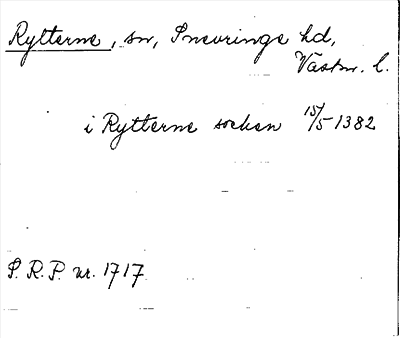 Rytterne, sn, Snevringe hd,
Västm. l.
i Rytterne socken 15/5 1382
S. R. P. nr. 1717